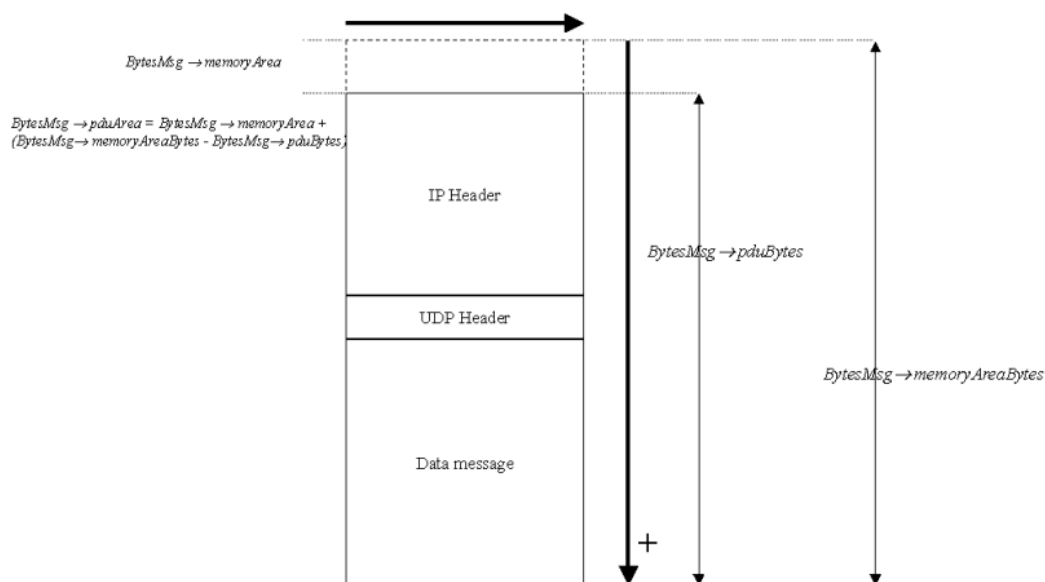 BytesMsg→memoryArea
BytesMsg→pduArea = BytesMsg→memoryArea +
(BytesMsg→memoryAreaBytes - BytesMsg→pduBytes)
IP Header
BytesMsg→pduBytes
UDP Header
BytesMsg→memoryAreaBytes
Data message
+